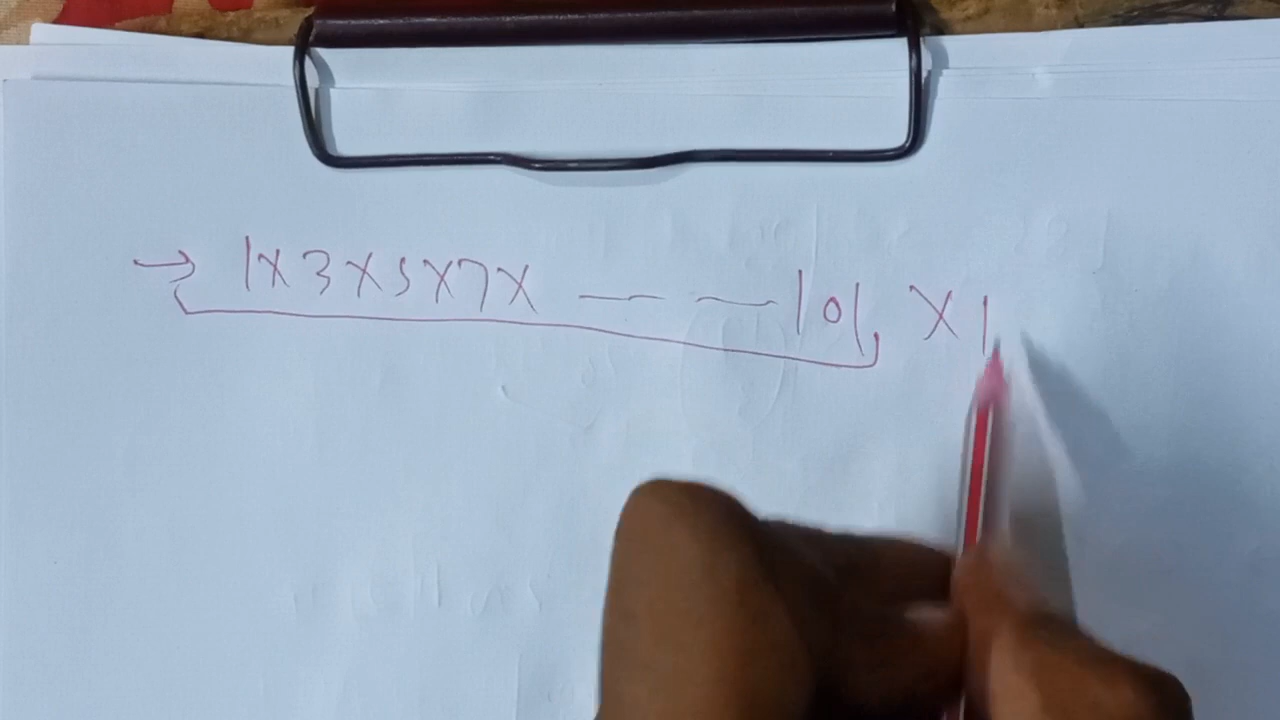 → 1×3×5×7× — — 101 ×1